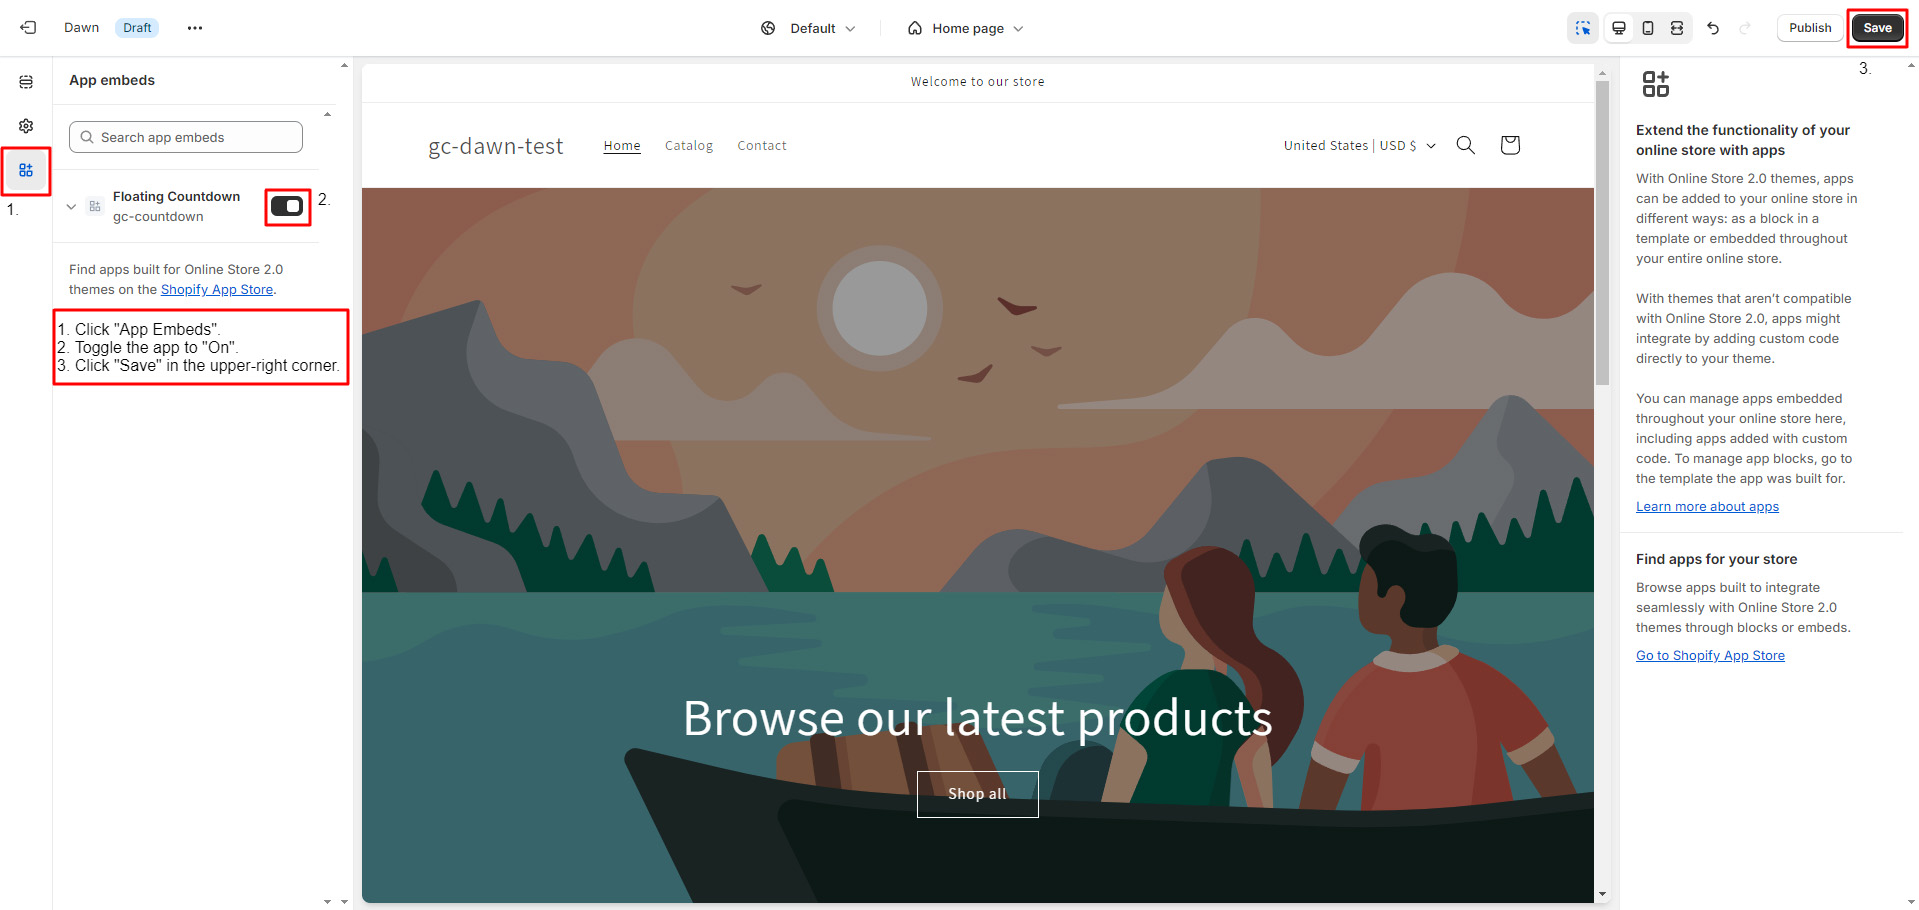 Dawn Draft
Default
Home page
Publish
Save
3.
App embeds
Search app embeds
1.
Floating Countdown
gc-countdown
2.
Find apps built for Online Store 2.0
themes on the Shopify App Store.
1. Click "App Embeds".
2. Toggle the app to "On".
3. Click "Save" in the upper-right corner.
Welcome to our store
gc-dawn-test
Home Catalog Contact
United States | USD $
Browse our latest products
Shop all
Extend the functionality of your
online store with apps
With Online Store 2.0 themes, apps
can be added to your online store in
different ways: as a block in a
template or embedded throughout
your entire online store.
With themes that aren't compatible
with Online Store 2.0, apps might
integrate by adding custom code
directly to your theme.
You can manage apps embedded
throughout your online store here,
including apps added with custom
code. To manage app blocks, go to
the template the app was built for.
Learn more about apps
Find apps for your store
Browse apps built to integrate
seamlessly with Online Store 2.0
themes through blocks or embeds.
Go to Shopify App Store